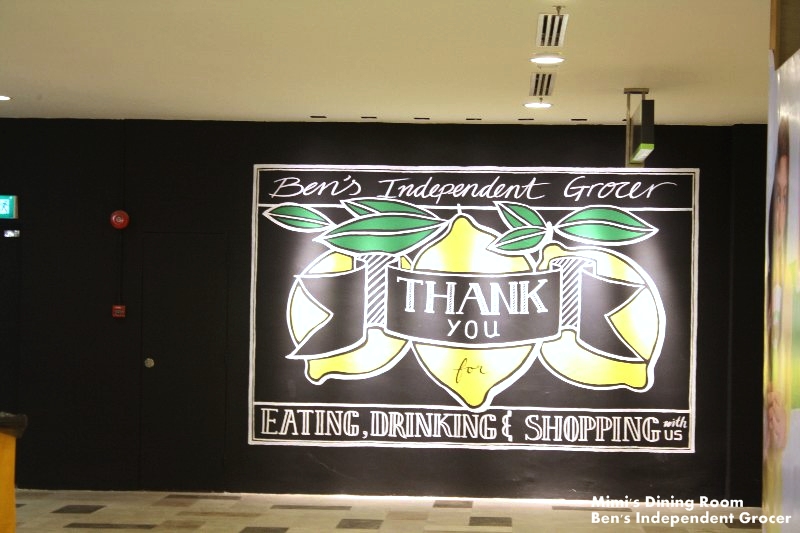 Ben's Independent Grocer
THANK
YOU
for
EATING, DRINKING & SHOPPING with US
Mimi's Dining Room
Ben's Independent Grocer